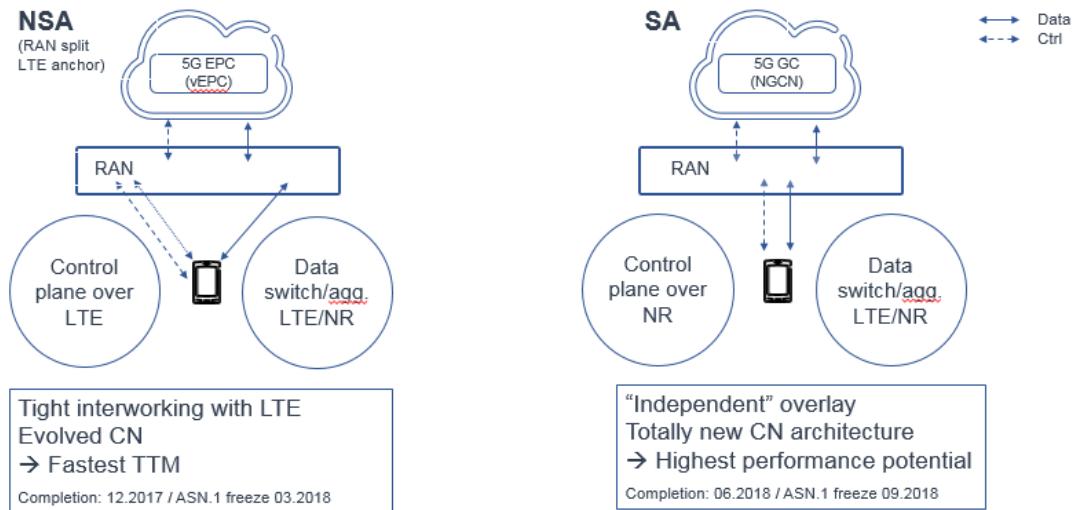 NSA
(RAN split
LTE anchor)
5G EPC
(vEPC)
RAN
Control
plane over
LTE
Data
switch/agg.
LTE/NR
Tight interworking with LTE
Evolved CN
→ Fastest TTM
Completion: 12.2017 / ASN.1 freeze 03.2018
SA
5G GC
(NGCN)
RAN
Control
plane over
NR
Data
switch/agg.
LTE/NR
“Independent” overlay
Totally new CN architecture
→ Highest performance potential
Completion: 06.2018 / ASN.1 freeze 09.2018
Data
Ctrl